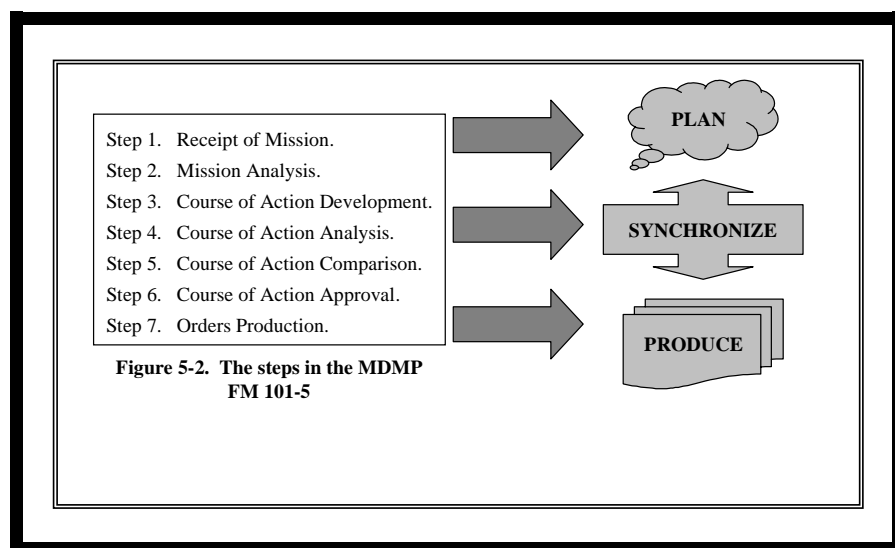 Step 1. Receipt of Mission.
Step 2. Mission Analysis.
Step 3. Course of Action Development.
Step 4. Course of Action Analysis.
Step 5. Course of Action Comparison.
Step 6. Course of Action Approval.
Step 7. Orders Production.
Figure 5-2. The steps in the MDMP
FM 101-5
PLAN
SYNCHRONIZE
PRODUCE